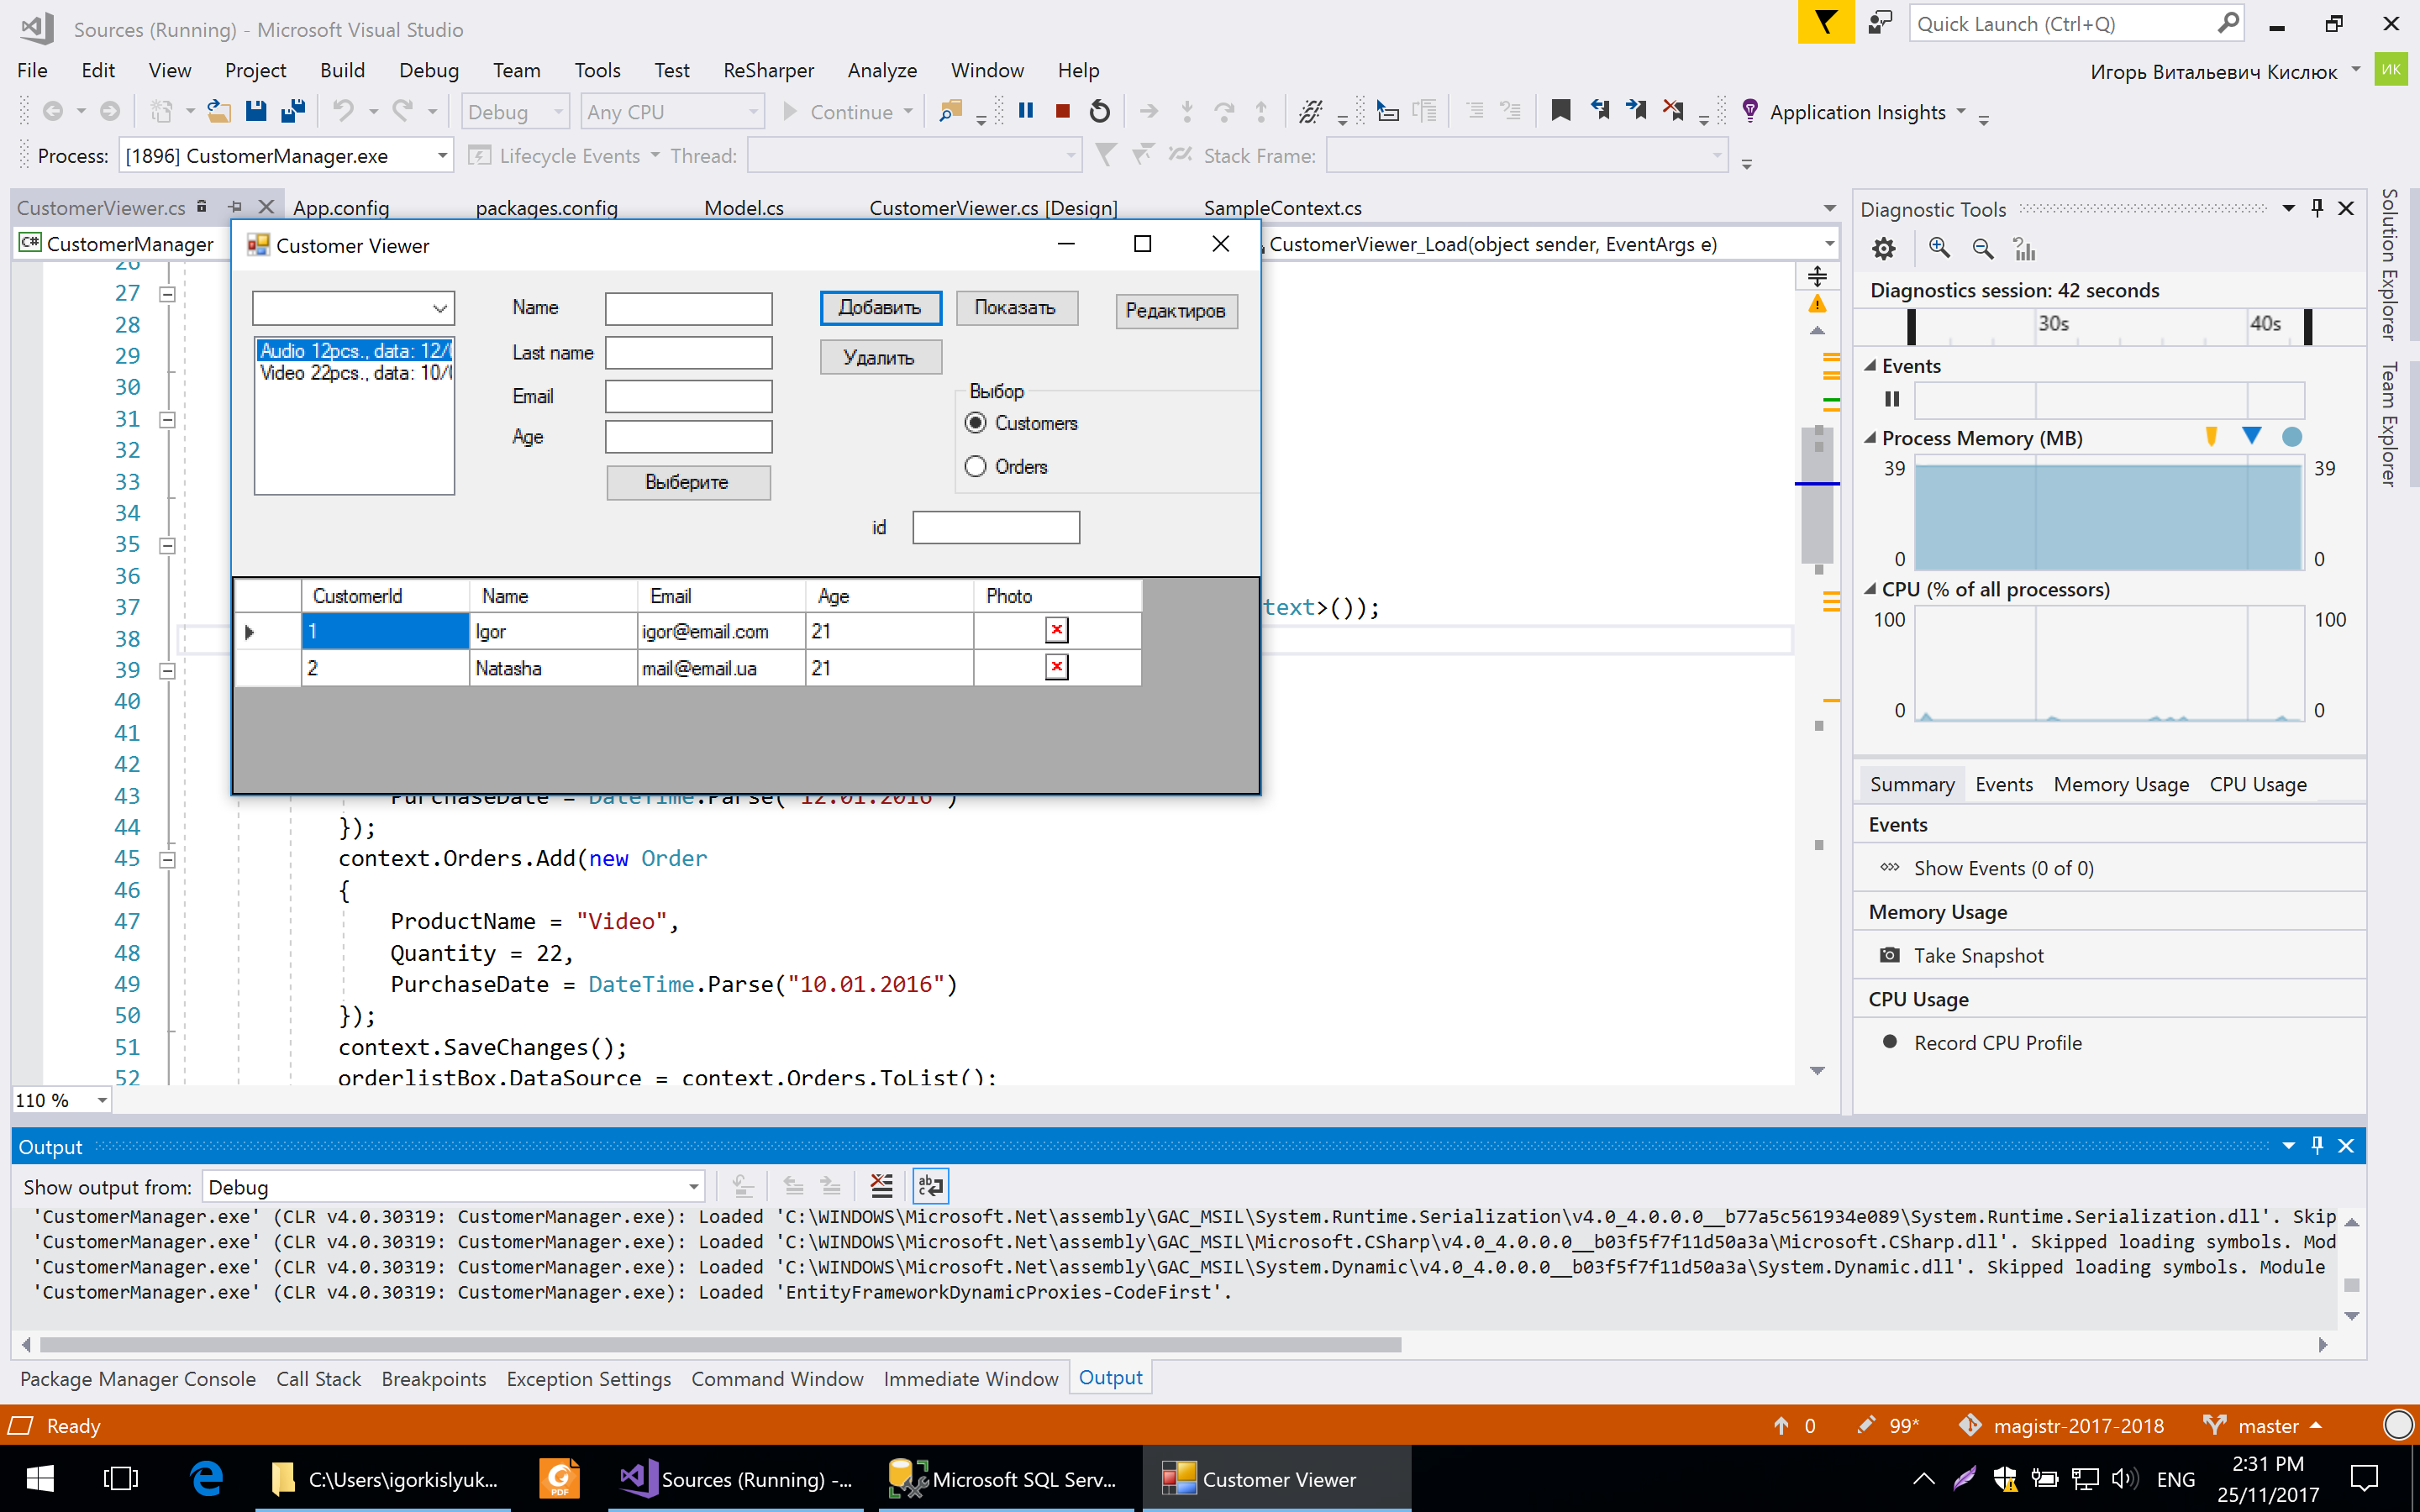 Sources (Running) - Microsoft Visual Studio
Quick Launch (Ctrl+Q)
File Edit View Project Build Debug Team Tools Test ReSharper Analyze Window Help
Игорь Витальевич Кислюк
ИК
Debug Any CPU Continue Application Insights
Process: [1896] CustomerManager.exe Lifecycle Events Thread: Stack Frame:
CustomerViewer.cs App.config packages.config Model.cs CustomerViewer.cs [Design] SampleContext.cs
C# CustomerManager
CustomerViewer_Load(object sender, EventArgs e)
Customer Viewer
Name
Last name
Email
Age
Добавить Показать Редактиров
Удалить
Audio 12pcs., data: 12/
Video 22pcs., data: 10/
Выбор
Customers
Orders
Выберите
id
CustomerId Name Email Age Photo
1 Igor igor@email.com 21
2 Natasha mail@email.ua 21
26
27
28
29
30
31
32
33
34
35
36
37 text>());
38
39
40
41
42
43 PurchaseDate = DateTime.Parse("12.01.2016")
44 });
45 context.Orders.Add(new Order
46 {
47 ProductName = "Video",
48 Quantity = 22,
49 PurchaseDate = DateTime.Parse("10.01.2016")
50 });
51 context.SaveChanges();
52 orderlistBox.DataSource = context.Orders.ToList();
110 %
Diagnostic Tools
Diagnostics session: 42 seconds
30s 40s
Events
Process Memory (MB)
39 39
0 0
CPU (% of all processors)
100 100
0 0
Summary Events Memory Usage CPU Usage
Events
Show Events (0 of 0)
Memory Usage
Take Snapshot
CPU Usage
Record CPU Profile
Solution Explorer
Team Explorer
Output
Show output from: Debug
'CustomerManager.exe' (CLR v4.0.30319: CustomerManager.exe): Loaded 'C:\WINDOWS\Microsoft.Net\assembly\GAC_MSIL\System.Runtime.Serialization\v4.0_4.0.0.0__b77a5c561934e089\System.Runtime.Serialization.dll'. Skip
'CustomerManager.exe' (CLR v4.0.30319: CustomerManager.exe): Loaded 'C:\WINDOWS\Microsoft.Net\assembly\GAC_MSIL\Microsoft.CSharp\v4.0_4.0.0.0__b03f5f7f11d50a3a\Microsoft.CSharp.dll'. Skipped loading symbols. Mod
'CustomerManager.exe' (CLR v4.0.30319: CustomerManager.exe): Loaded 'C:\WINDOWS\Microsoft.Net\assembly\GAC_MSIL\System.Dynamic\v4.0_4.0.0.0__b03f5f7f11d50a3a\System.Dynamic.dll'. Skipped loading symbols. Module
'CustomerManager.exe' (CLR v4.0.30319: CustomerManager.exe): Loaded 'EntityFrameworkDynamicProxies-CodeFirst'.
Package Manager Console Call Stack Breakpoints Exception Settings Command Window Immediate Window Output
Ready 0 99* magistr-2017-2018 master
C:\Users\igorkislyuk... PDF Sources (Running) -... Microsoft SQL Serv... Customer Viewer ENG
2:31 PM
25/11/2017